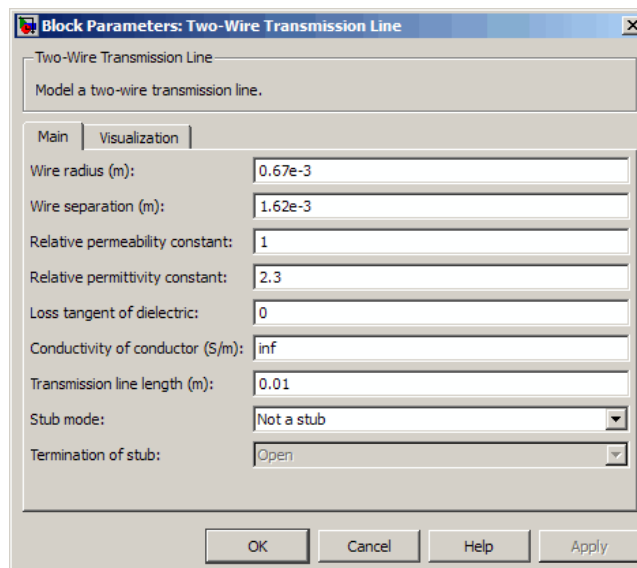 Block Parameters: Two-Wire Transmission Line
Two-Wire Transmission Line
Model a two-wire transmission line.
Main Visualization
Wire radius (m): 0.67e-3
Wire separation (m): 1.62e-3
Relative permeability constant: 1
Relative permittivity constant: 2.3
Loss tangent of dielectric: 0
Conductivity of conductor (S/m): inf
Transmission line length (m): 0.01
Stub mode: Not a stub
Termination of stub: Open
OK Cancel Help Apply